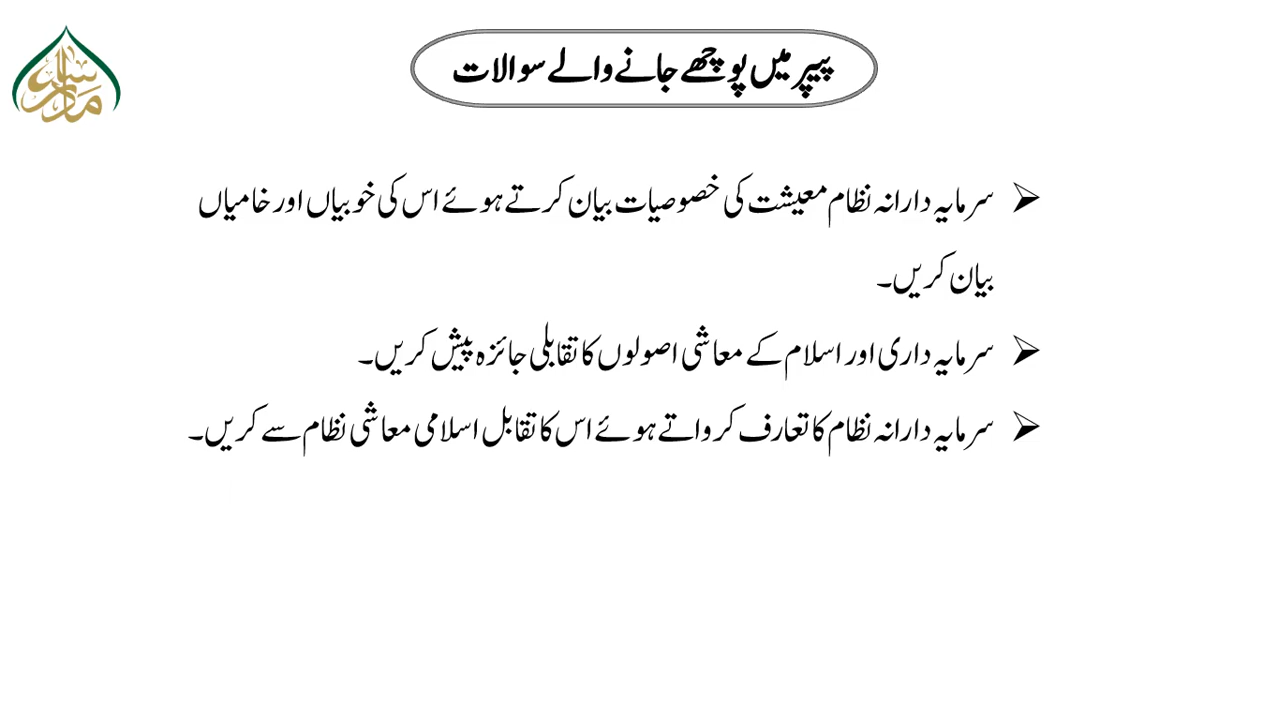 پیپر میں پوچھے جانے والے سوالات
سرمایہ دارانہ نظام معیشت کی خصوصیات بیان کرتے ہوئے اس کی خوبیاں اور خامیاں
بیان کریں۔
سرمایہ داری اور اسلام کے معاشی اصولوں کا تقابلی جائزہ پیش کریں۔
سرمایہ دارانہ نظام کا تعارف کرواتے ہوئے اس کا تقابل اسلامی معاشی نظام سے کریں۔